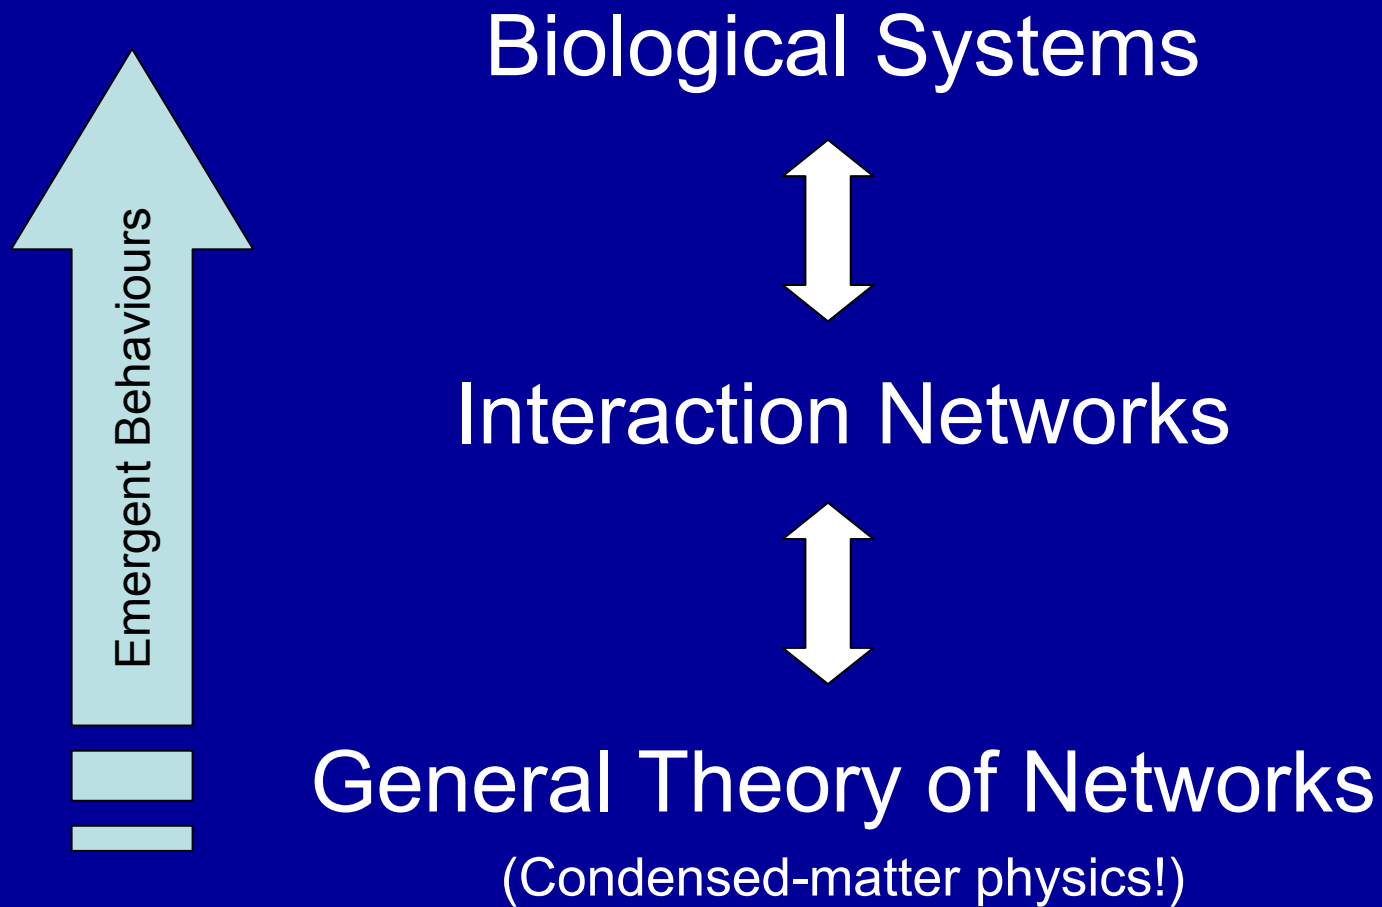 Biological Systems
Emergent Behaviours
Interaction Networks
General Theory of Networks
(Condensed-matter physics!)